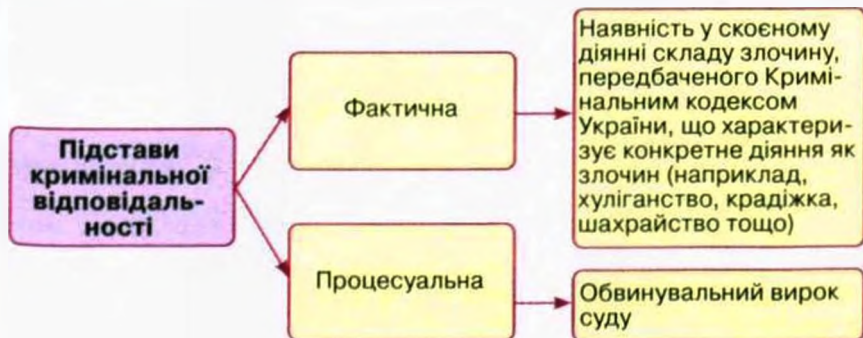 Підстави
кримінальної
відповідаль-
ності
Фактична
Наявність у скоєному
діянні складу злочину,
передбаченого Кримі-
нальним кодексом
України, що характери-
зує конкретне діяння як
злочин (наприклад,
хуліганство, крадіжка,
шахрайство тощо)
Процесуальна
Обвинувальний вирок
суду